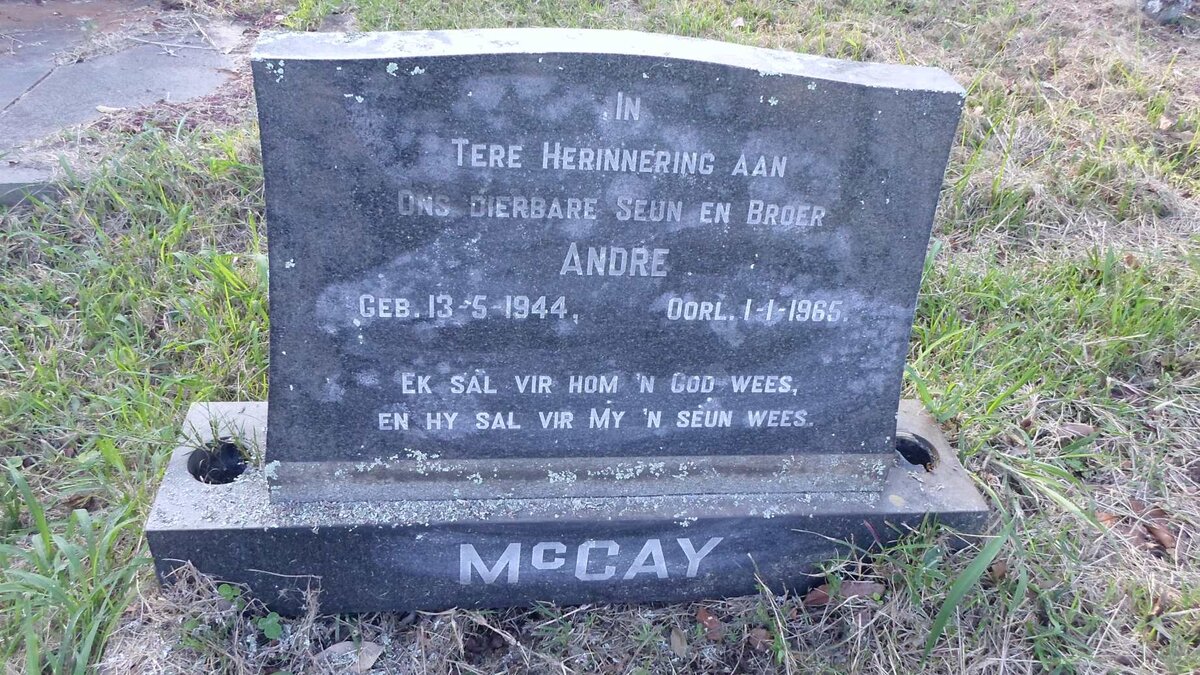 IN
TERE HERINNERING AAN
ONS DIERBARE SEUN EN BROER
ANDRE
GEB. 13-5-1944. OORL. 1-1-1965.
EK SAL VIR HOM 'N GOD WEES,
EN HY SAL VIR MY 'N SEUN WEES.
McCAY